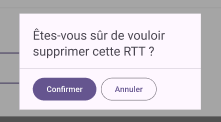 Êtes-vous sûr de vouloir
supprimer cette RTT ?
Confirmer
Annuler